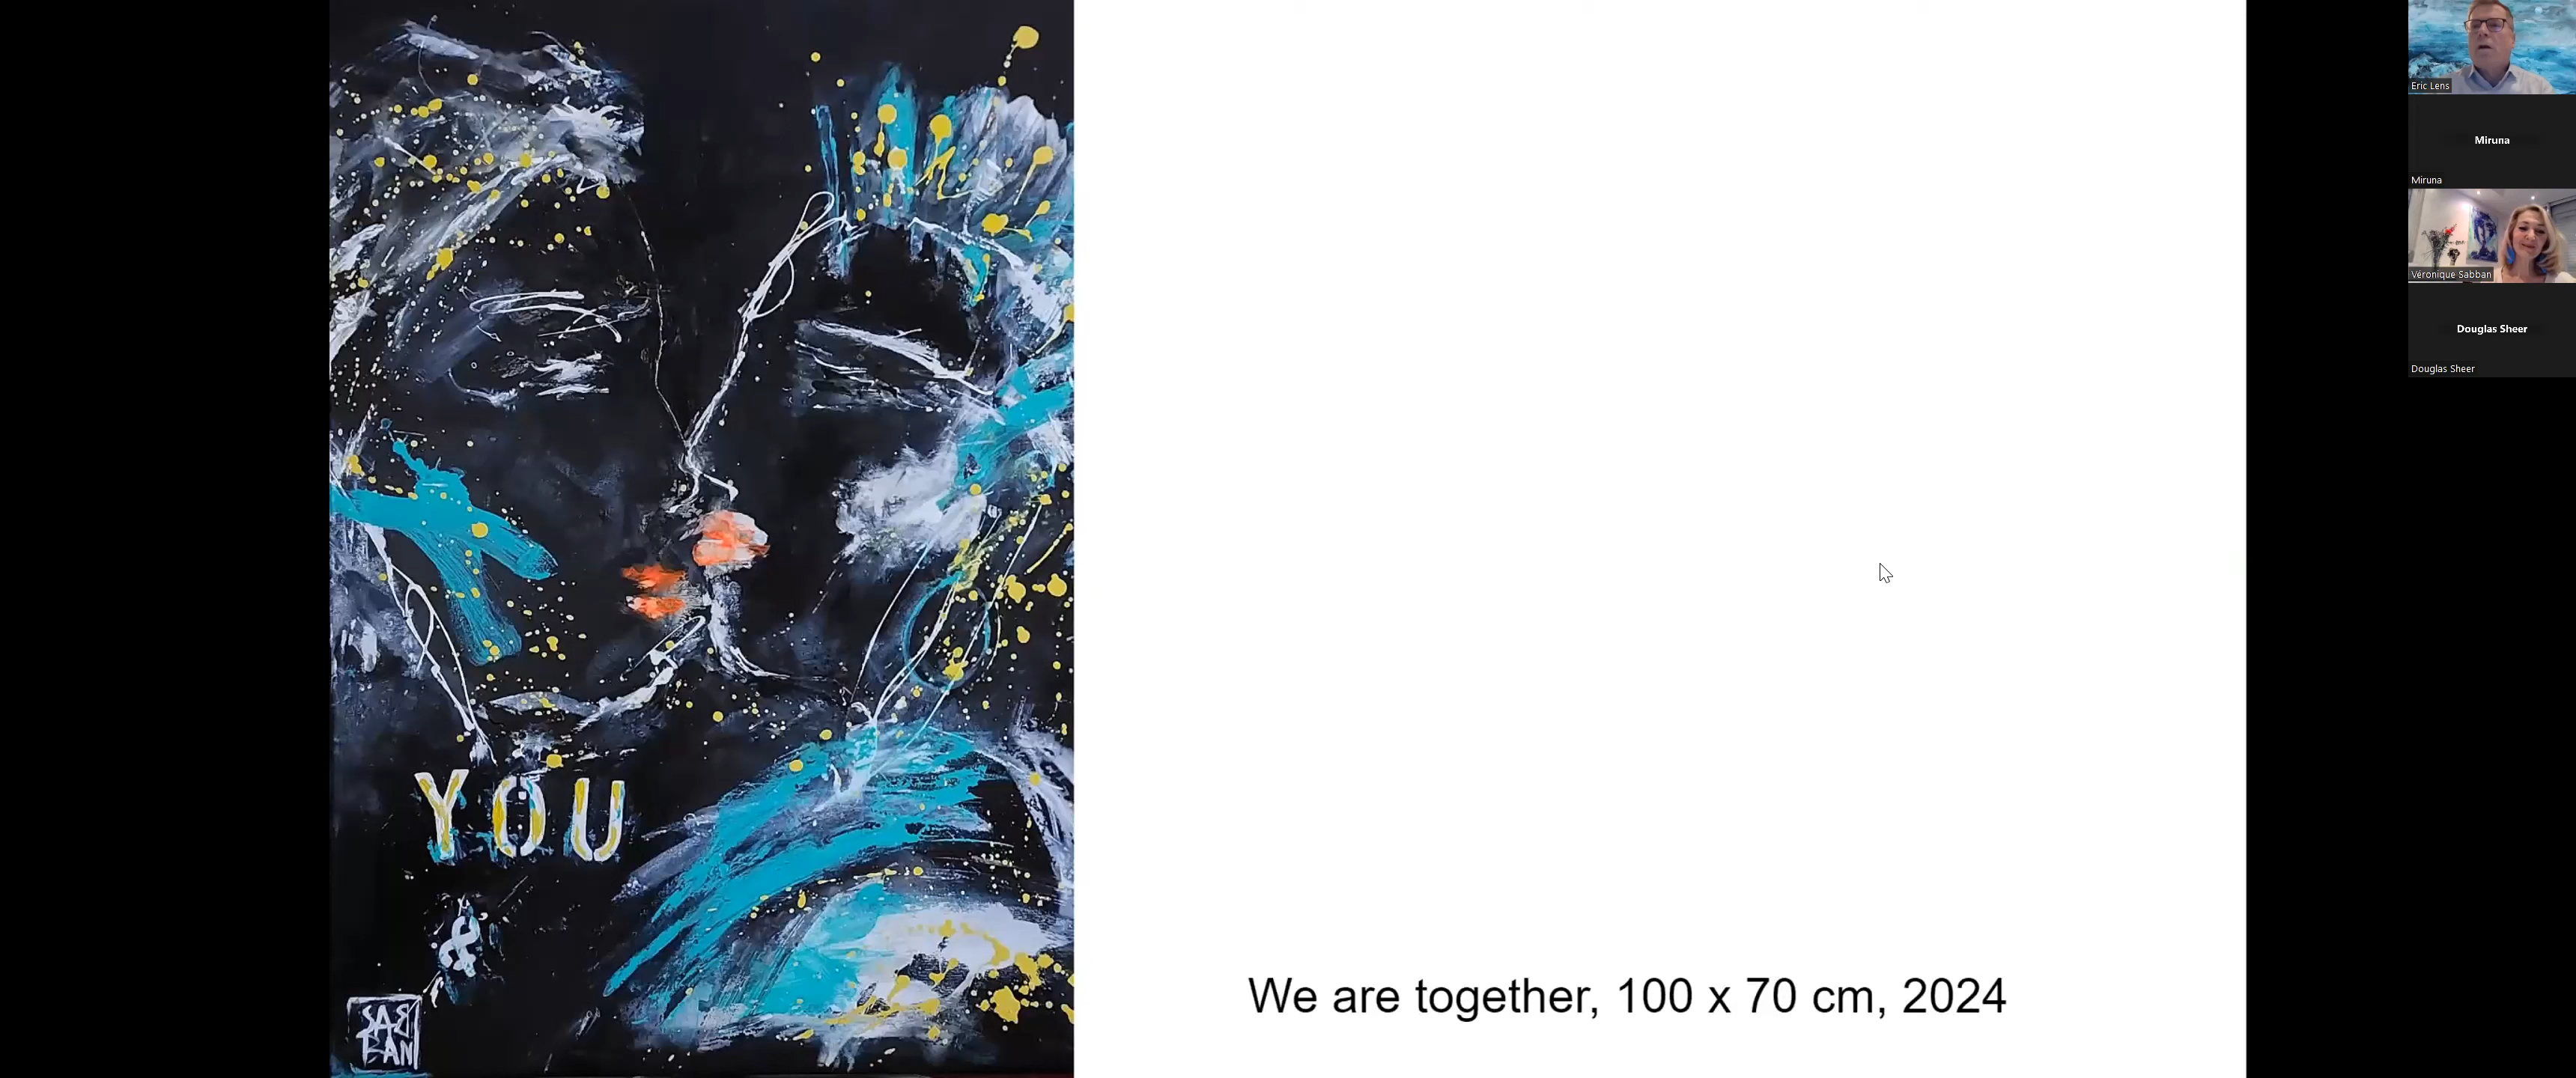 YOU
&
SAB
BAN
We are together, 100 x 70 cm, 2024
Eric Lens
Miruna
Miruna
Véronique Sabban
Douglas Sheer
Douglas Sheer